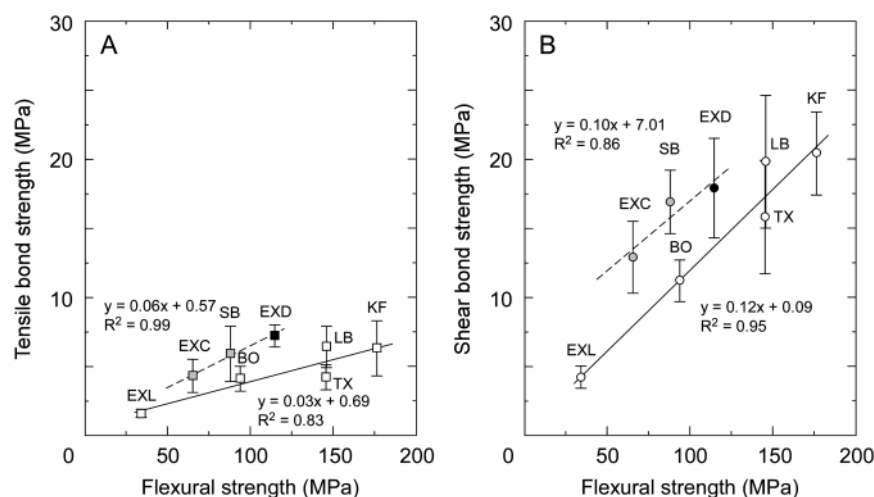 A
Tensile bond strength (MPa)
30
20
10
0
50
100
150
200
Flexural strength (MPa)
y = 0.06x + 0.57
R² = 0.99
EXL
EXC
SB
BO
EXD
LB
TX
KF
y = 0.03x + 0.69
R² = 0.83
B
Shear bond strength (MPa)
30
20
10
0
50
100
150
200
Flexural strength (MPa)
y = 0.10x + 7.01
R² = 0.86
EXL
EXC
SB
BO
EXD
LB
TX
KF
y = 0.12x + 0.09
R² = 0.95